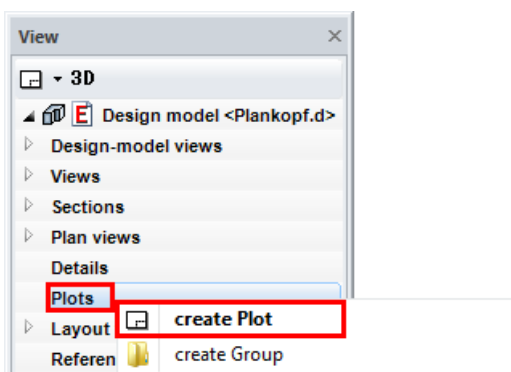 View
3D
E Design model <Plankopf.d>
Design-model views
Views
Sections
Plan views
Details
Plots
create Plot
Layout
create Group
Referen